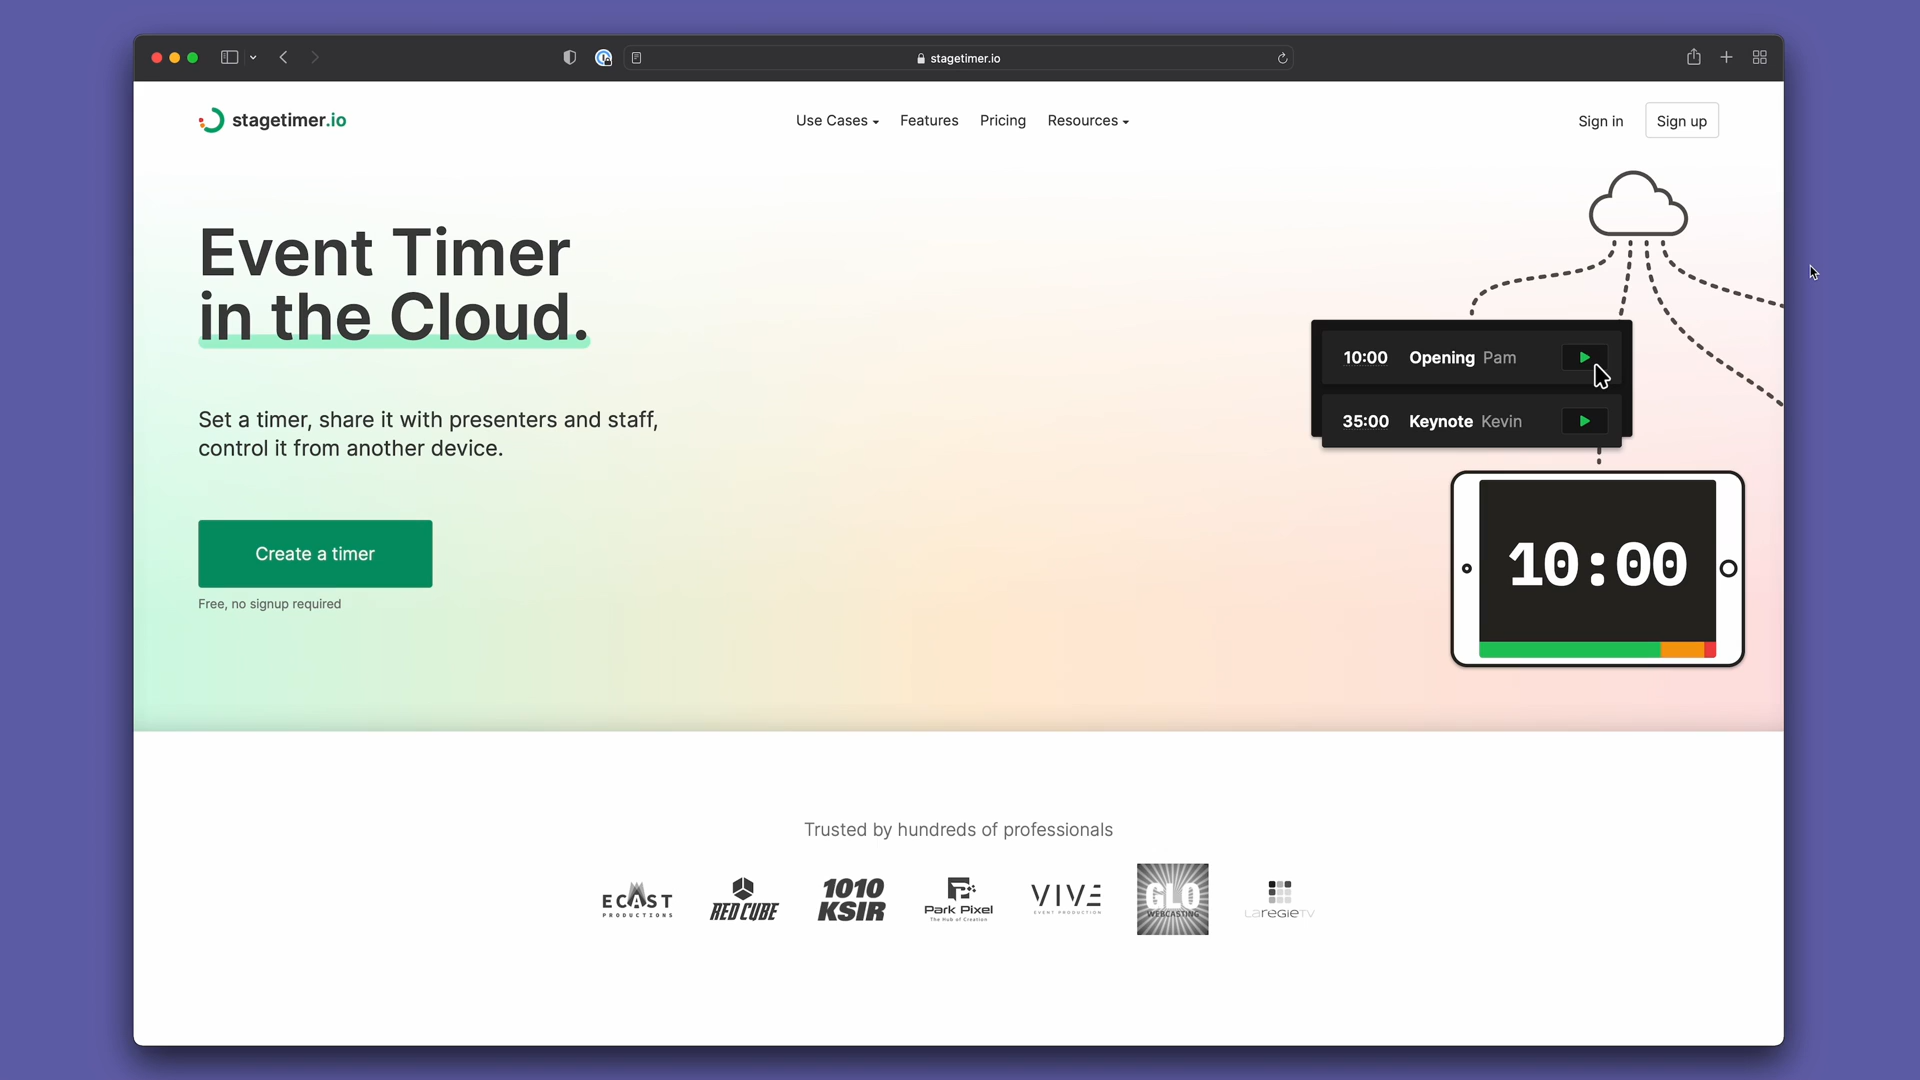 stagetimer.io
stagetimer.io
Use Cases
Features
Pricing
Resources
Sign in
Sign up
Event Timer
in the Cloud.
Set a timer, share it with presenters and staff,
control it from another device.
Create a timer
Free, no signup required
10:00 Opening Pam
35:00 Keynote Kevin
10:00
Trusted by hundreds of professionals
ECAST
PRODUCTIONS
RED CUBE
1010
KSIR
Park Pixel
The Hub of Creation
VIVE
EVENT PRODUCTION
GLO
WEBCASTING
LaREGIETV